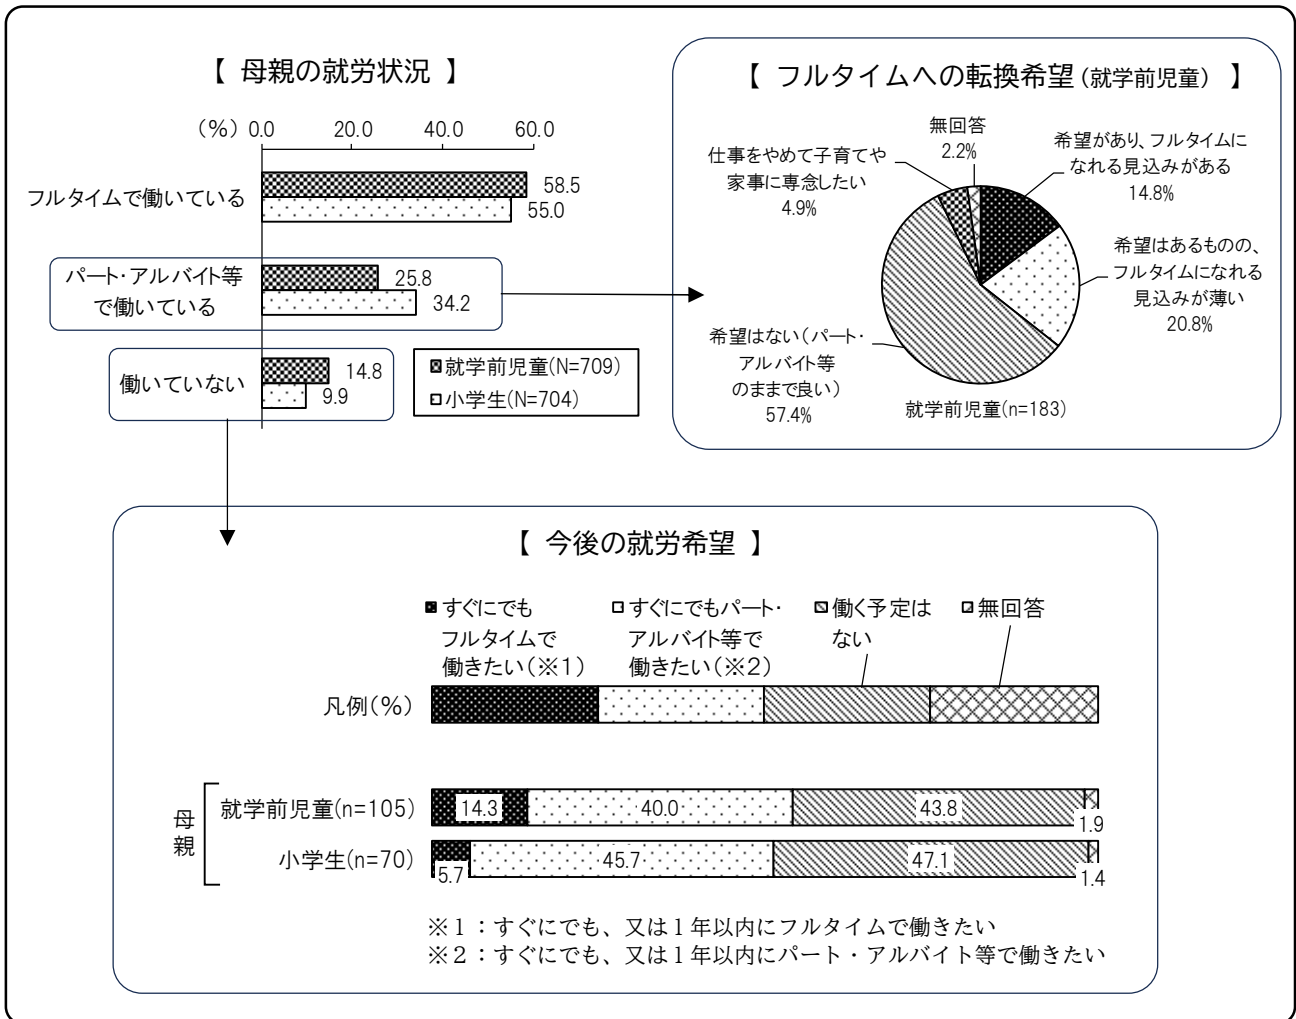 【 母親の就労状況 】
(%) 0.0 20.0 40.0 60.0
フルタイムで働いている
58.5
55.0
パート・アルバイト等
で働いている
25.8
34.2
働いていない
14.8
9.9
就学前児童(N=709)
小学生(N=704)
【 フルタイムへの転換希望(就学前児童) 】
無回答
2.2%
希望があり、フルタイムに
なれる見込みがある
14.8%
仕事をやめて子育てや
家事に専念したい
4.9%
希望はあるものの、
フルタイムになれる
見込みが薄い
20.8%
希望はない(パート・
アルバイト等
のままで良い)
57.4%
就学前児童(n=183)
【 今後の就労希望 】
すぐにでも
フルタイムで
働きたい(※1)
すぐにでもパート・
アルバイト等で
働きたい(※2)
働く予定は
ない
無回答
凡例(%)
母親
就学前児童(n=105)
14.3 40.0 43.8 1.9
小学生(n=70)
5.7 45.7 47.1 1.4
※1:すぐにでも、又は1年以内にフルタイムで働きたい
※2:すぐにでも、又は1年以内にパート・アルバイト等で働きたい